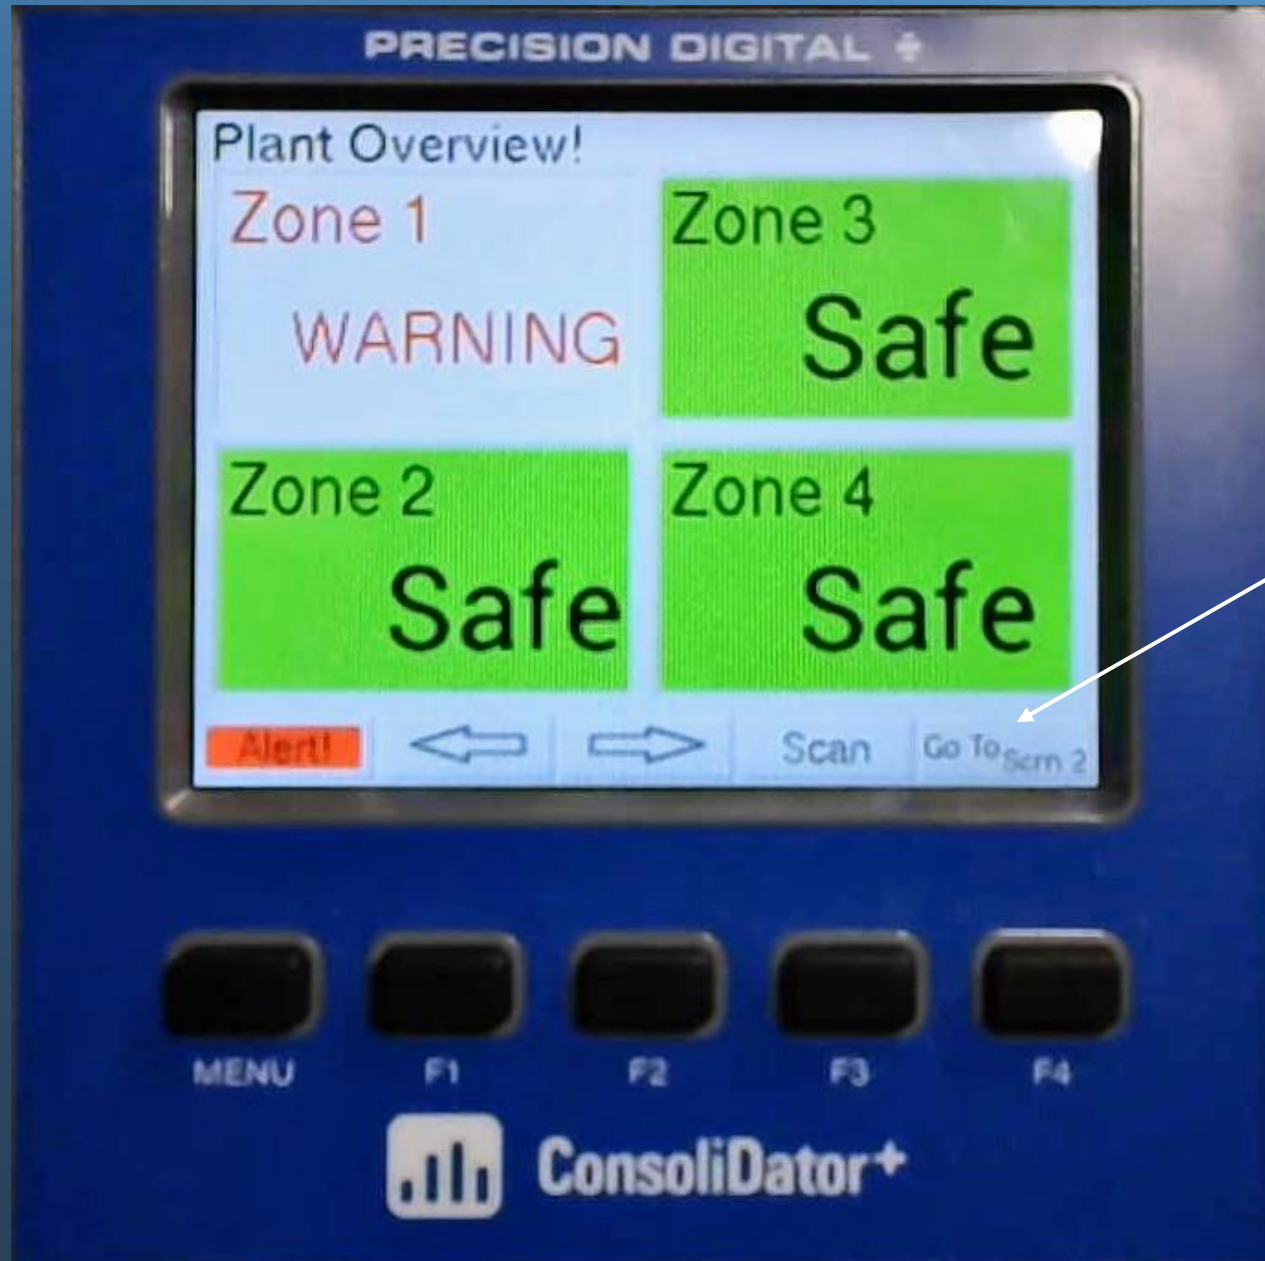 PRECISION DIGITAL
Plant Overview!
Zone 1
WARNING
Zone 3
Safe
Zone 2
Safe
Zone 4
Safe
Alert!
Scan
Go To Scrn 2
MENU
F1
F2
F3
F4
ConsoliDator+